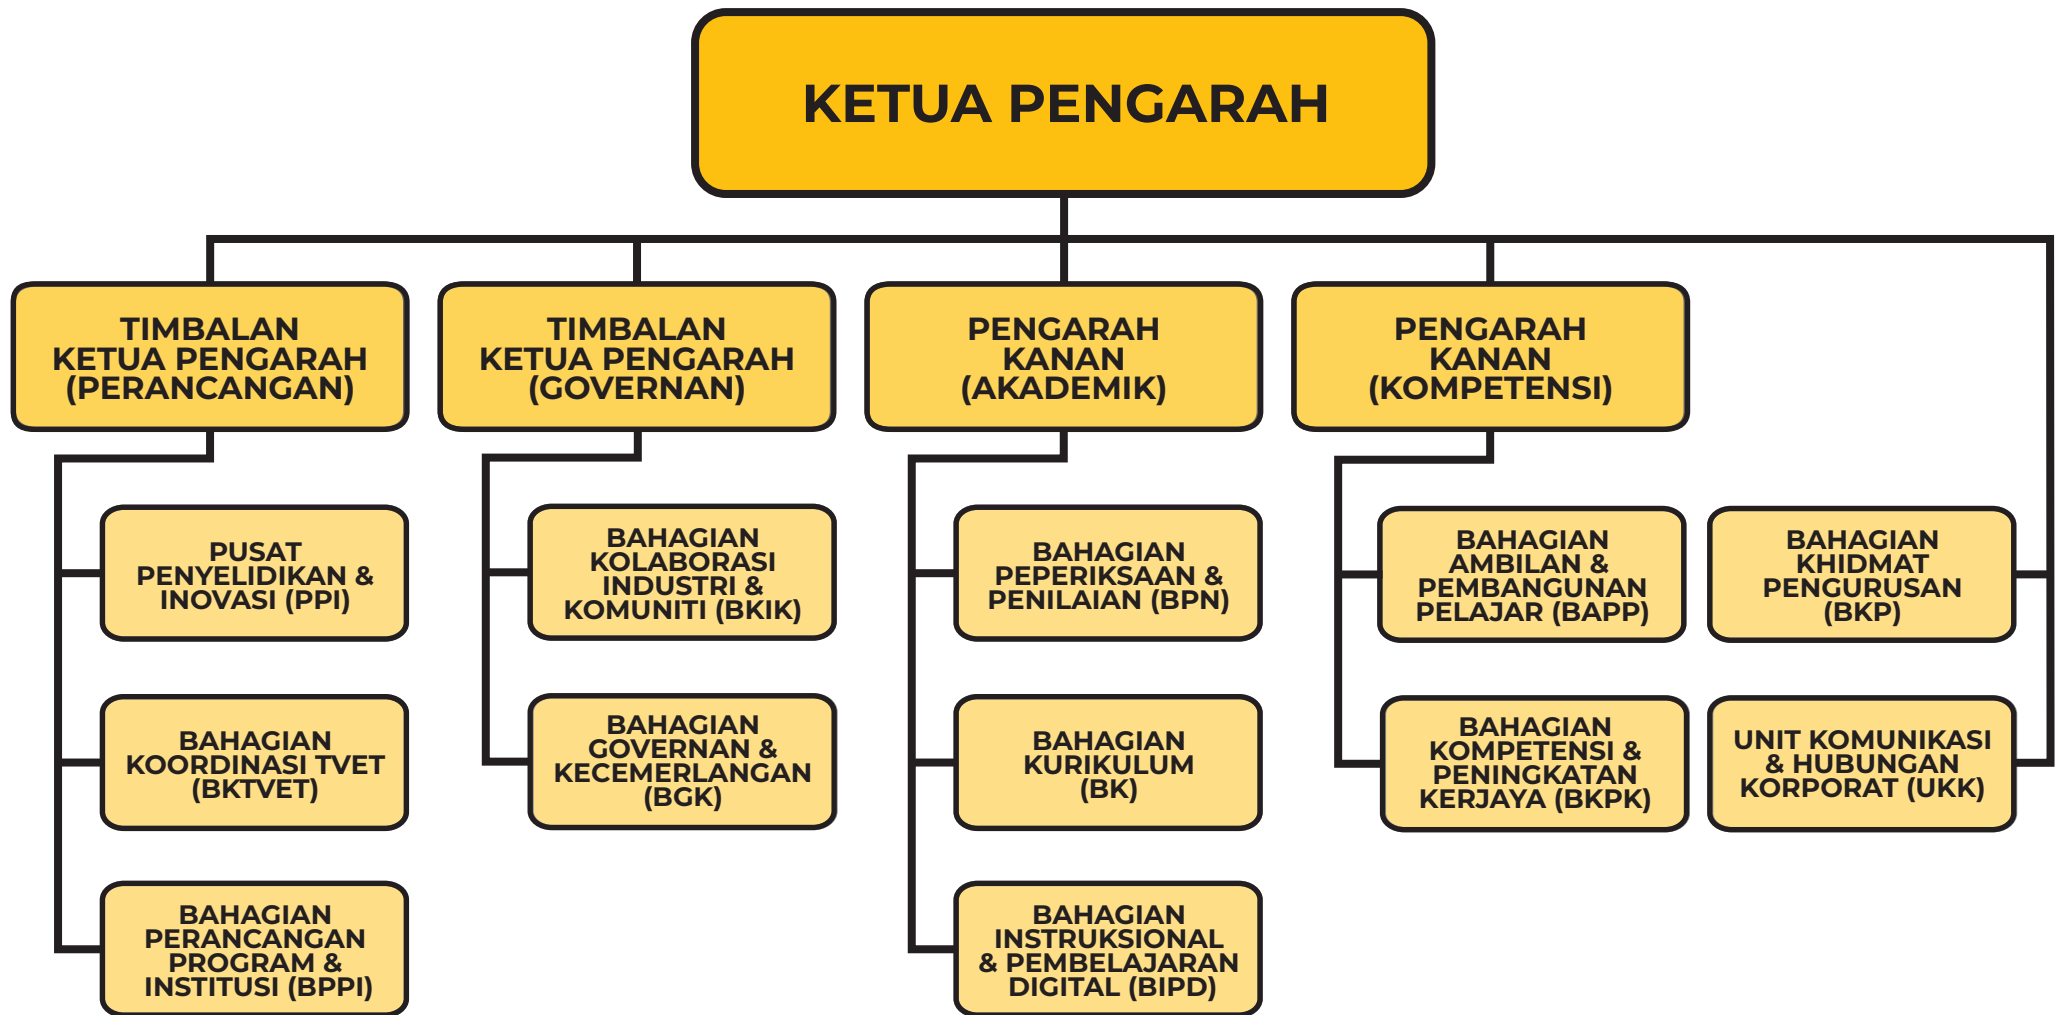 KETUA PENGARAH
TIMBALAN
KETUA PENGARAH
(PERANCANGAN)
TIMBALAN
KETUA PENGARAH
(GOVERNAN)
PENGARAH
KANAN
(AKADEMIK)
PENGARAH
KANAN
(KOMPETENSI)
PUSAT
PENYELIDIKAN &
INOVASI (PPI)
BAHAGIAN
KOORDINASI TVET
(BKTVET)
BAHAGIAN
PERANCANGAN
PROGRAM &
INSTITUSI (BPPI)
BAHAGIAN
KOLABORASI
INDUSTRI &
KOMUNITI (BKIK)
BAHAGIAN
GOVERNAN &
KECEMERLANGAN
(BGK)
BAHAGIAN
PEPERIKSAAN &
PENILAIAN (BPN)
BAHAGIAN
KURIKULUM
(BK)
BAHAGIAN
INSTRUKSIONAL
& PEMBELAJARAN
DIGITAL (BIPD)
BAHAGIAN
AMBILAN &
PEMBANGUNAN
PELAJAR (BAPP)
BAHAGIAN
KOMPETENSI &
PENINGKATAN
KERJAYA (BKPK)
BAHAGIAN
KHIDMAT
PENGURUSAN
(BKP)
UNIT KOMUNIKASI
& HUBUNGAN
KORPORAT (UKK)